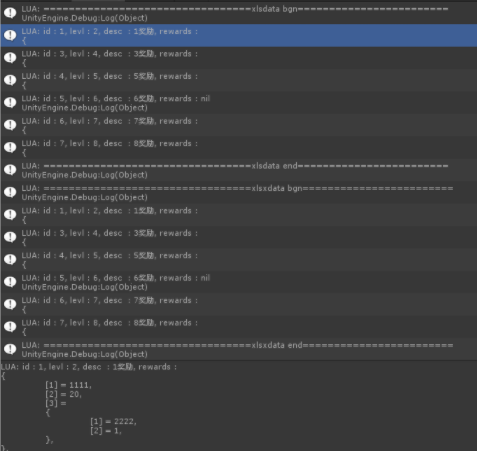 LUA: ================================xlsdata bgn=======================
UnityEngine.Debug:Log(Object)
LUA: id : 1, levl : 2, desc : 1奖励, rewards :
{
LUA: id : 3, levl : 4, desc : 3奖励, rewards :
{
LUA: id : 4, levl : 5, desc : 5奖励, rewards :
{
LUA: id : 5, levl : 6, desc : 6奖励, rewards : nil
UnityEngine.Debug:Log(Object)
LUA: id : 6, levl : 7, desc : 7奖励, rewards :
{
LUA: id : 7, levl : 8, desc : 8奖励, rewards :
{
LUA: ================================xlsdata end=======================
UnityEngine.Debug:Log(Object)
LUA: ================================xlsxdata bgn=======================
UnityEngine.Debug:Log(Object)
LUA: id : 1, levl : 2, desc : 1奖励, rewards :
{
LUA: id : 3, levl : 4, desc : 3奖励, rewards :
{
LUA: id : 4, levl : 5, desc : 5奖励, rewards :
{
LUA: id : 5, levl : 6, desc : 6奖励, rewards : nil
UnityEngine.Debug:Log(Object)
LUA: id : 6, levl : 7, desc : 7奖励, rewards :
{
LUA: id : 7, levl : 8, desc : 8奖励, rewards :
{
LUA: ================================xlsxdata end=======================
UnityEngine.Debug:Log(Object)
LUA: id : 1, levl : 2, desc : 1奖励, rewards :
{
[1] = 1111,
[2] = 20,
[3] =
{
[1] = 2222,
[2] = 1,
},
},